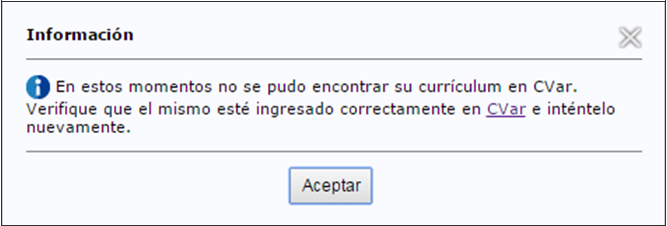 Información
En estos momentos no se pudo encontrar su currículum en CVar.
Verifique que el mismo esté ingresado correctamente en CVar e inténtelo
nuevamente.
Aceptar